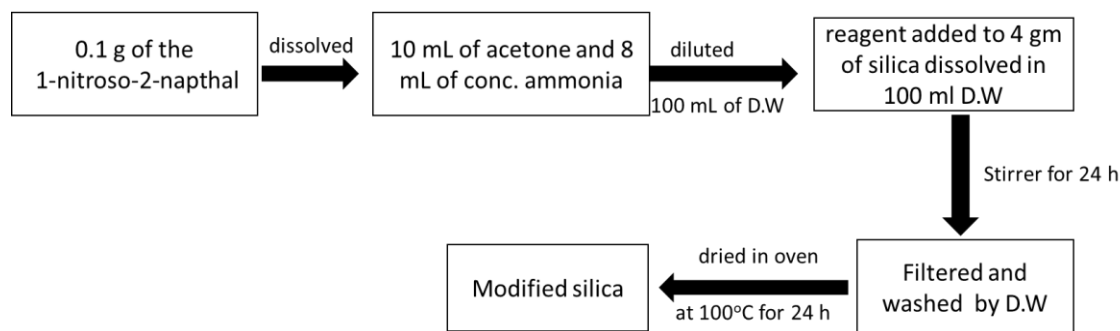 0.1 g of the
1-nitroso-2-napthal
dissolved
10 mL of acetone and 8
mL of conc. ammonia
diluted
100 mL of D.W
reagent added to 4 gm
of silica dissolved in
100 ml D.W
Stirrer for 24 h
Filtered and
washed by D.W
dried in oven
at 100°C for 24 h
Modified silica